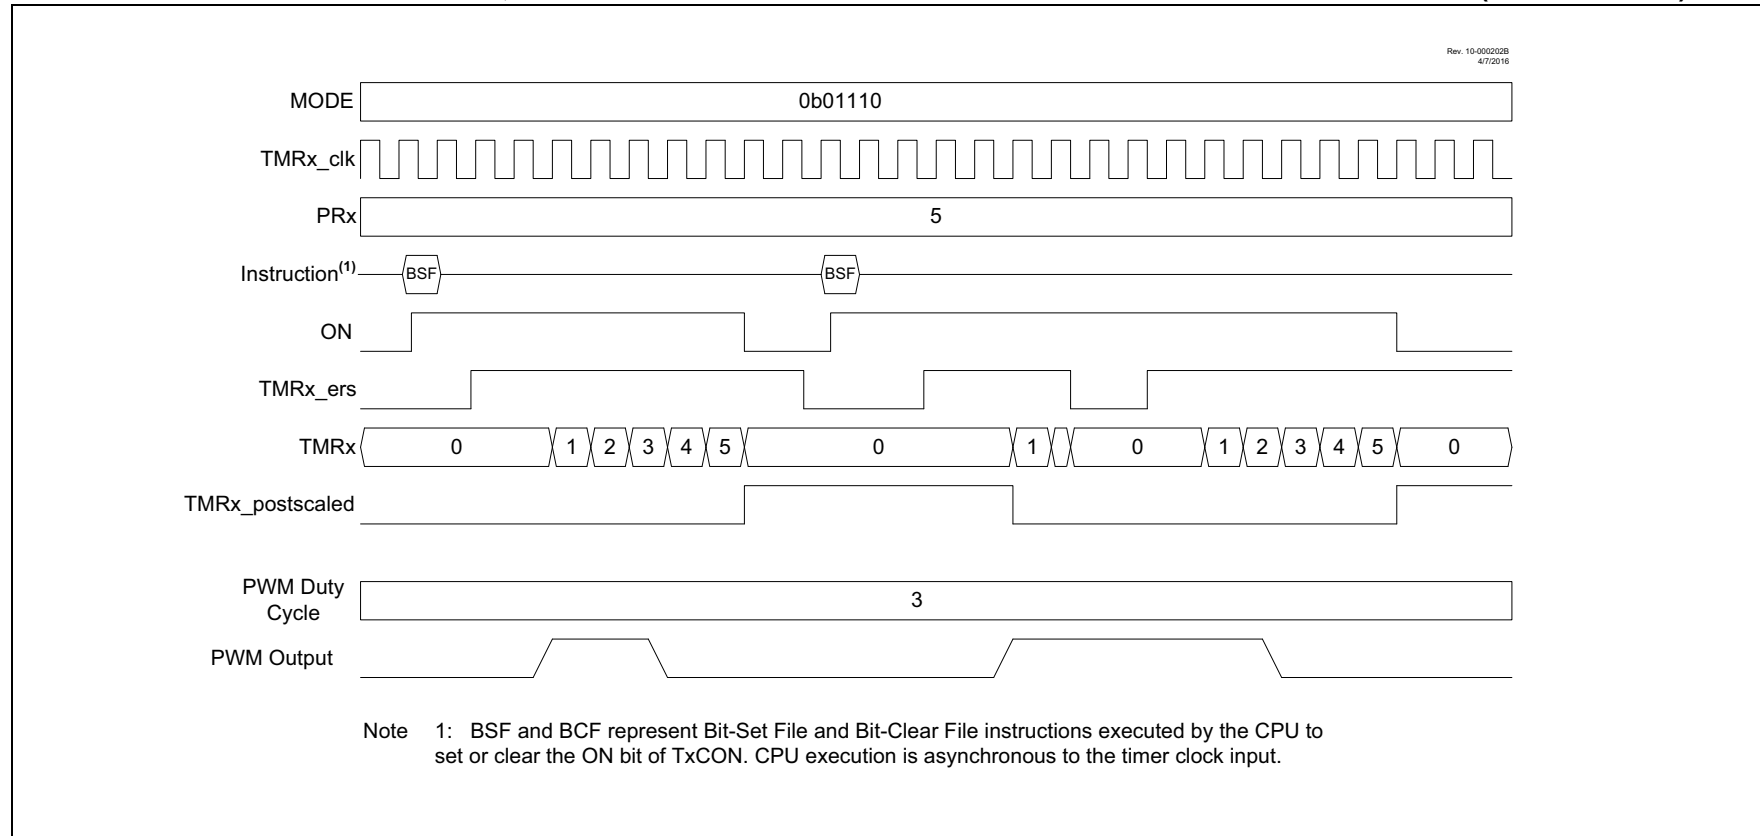 Rev. 10-000202B
4/7/2016
MODE 0b01110
TMRx_clk
PRx 5
Instruction(1) BSF BSF
ON
TMRx_ers
TMRx 0 1 2 3 4 5 0 1 0 1 2 3 4 5 0
TMRx_postscaled
PWM Duty
Cycle 3
PWM Output
Note 1: BSF and BCF represent Bit-Set File and Bit-Clear File instructions executed by the CPU to
set or clear the ON bit of TxCON. CPU execution is asynchronous to the timer clock input.